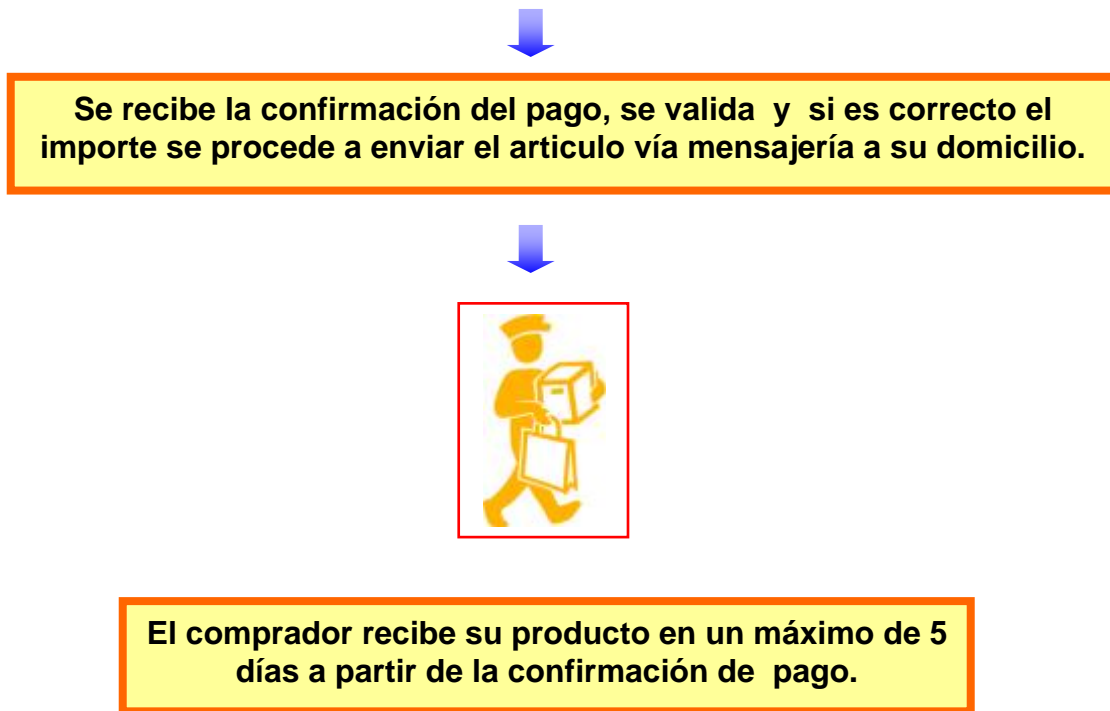 Se recibe la confirmación del pago, se valida  y  si es correcto el
importe se procede a enviar el articulo vía mensajería a su domicilio.
El comprador recibe su producto en un máximo de 5
días a partir de la confirmación de  pago.